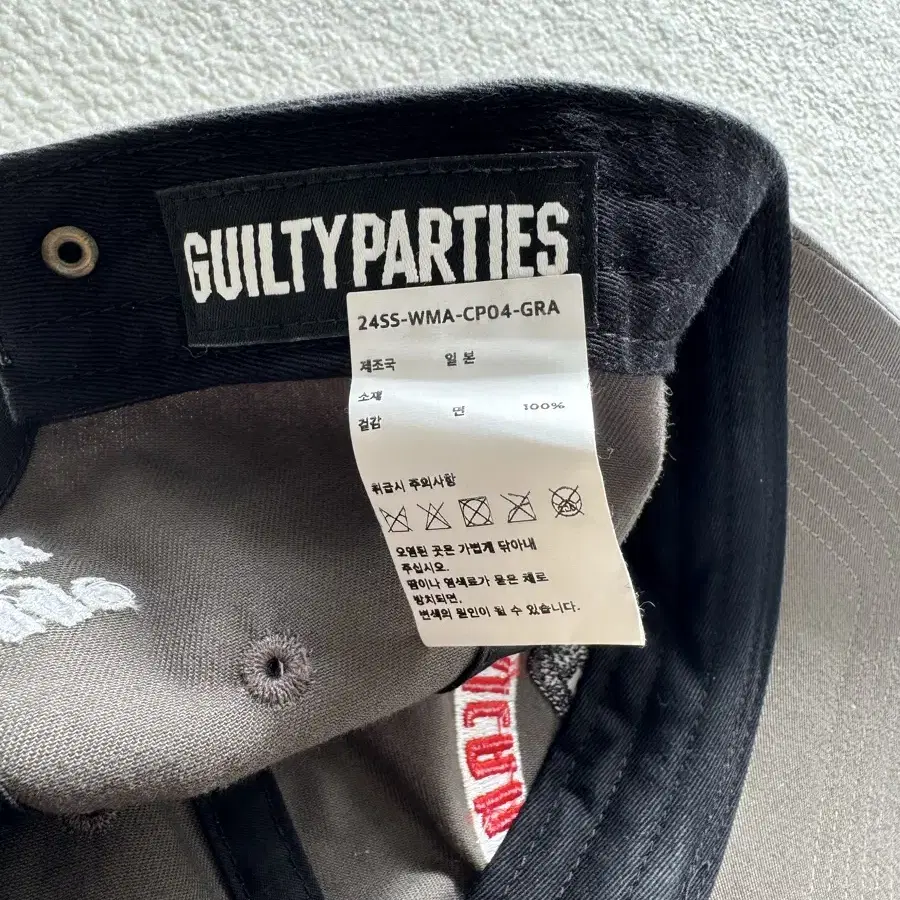 GUILTY PARTIES
24SS-WMA-CP04-GRA
제조국 일 본
소재
겉감 면 100%
취급시 주의사항
오염된 곳은 가볍게 닦아내
주십시오.
땀이나 염색료가 묻은 채로
방치되면,
변색의 원인이 될 수 있습니다.